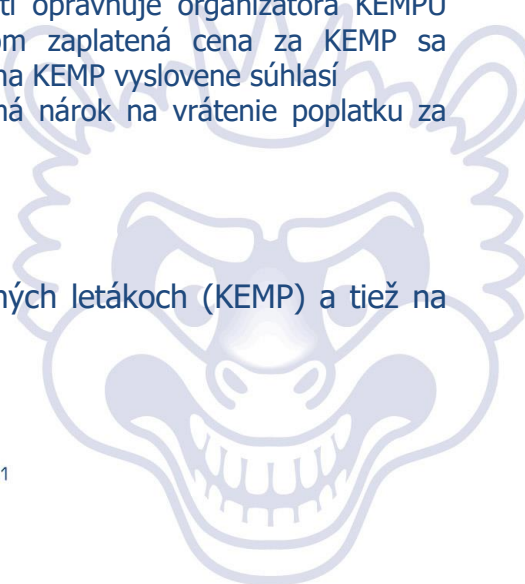 ti oprávňuje organizátora KEMPU
om zaplatená cena za KEMP sa
na KEMP vyslovene súhlasí
má nárok na vrátenie poplatku za
ných letákoch (KEMP) a tiež na
1